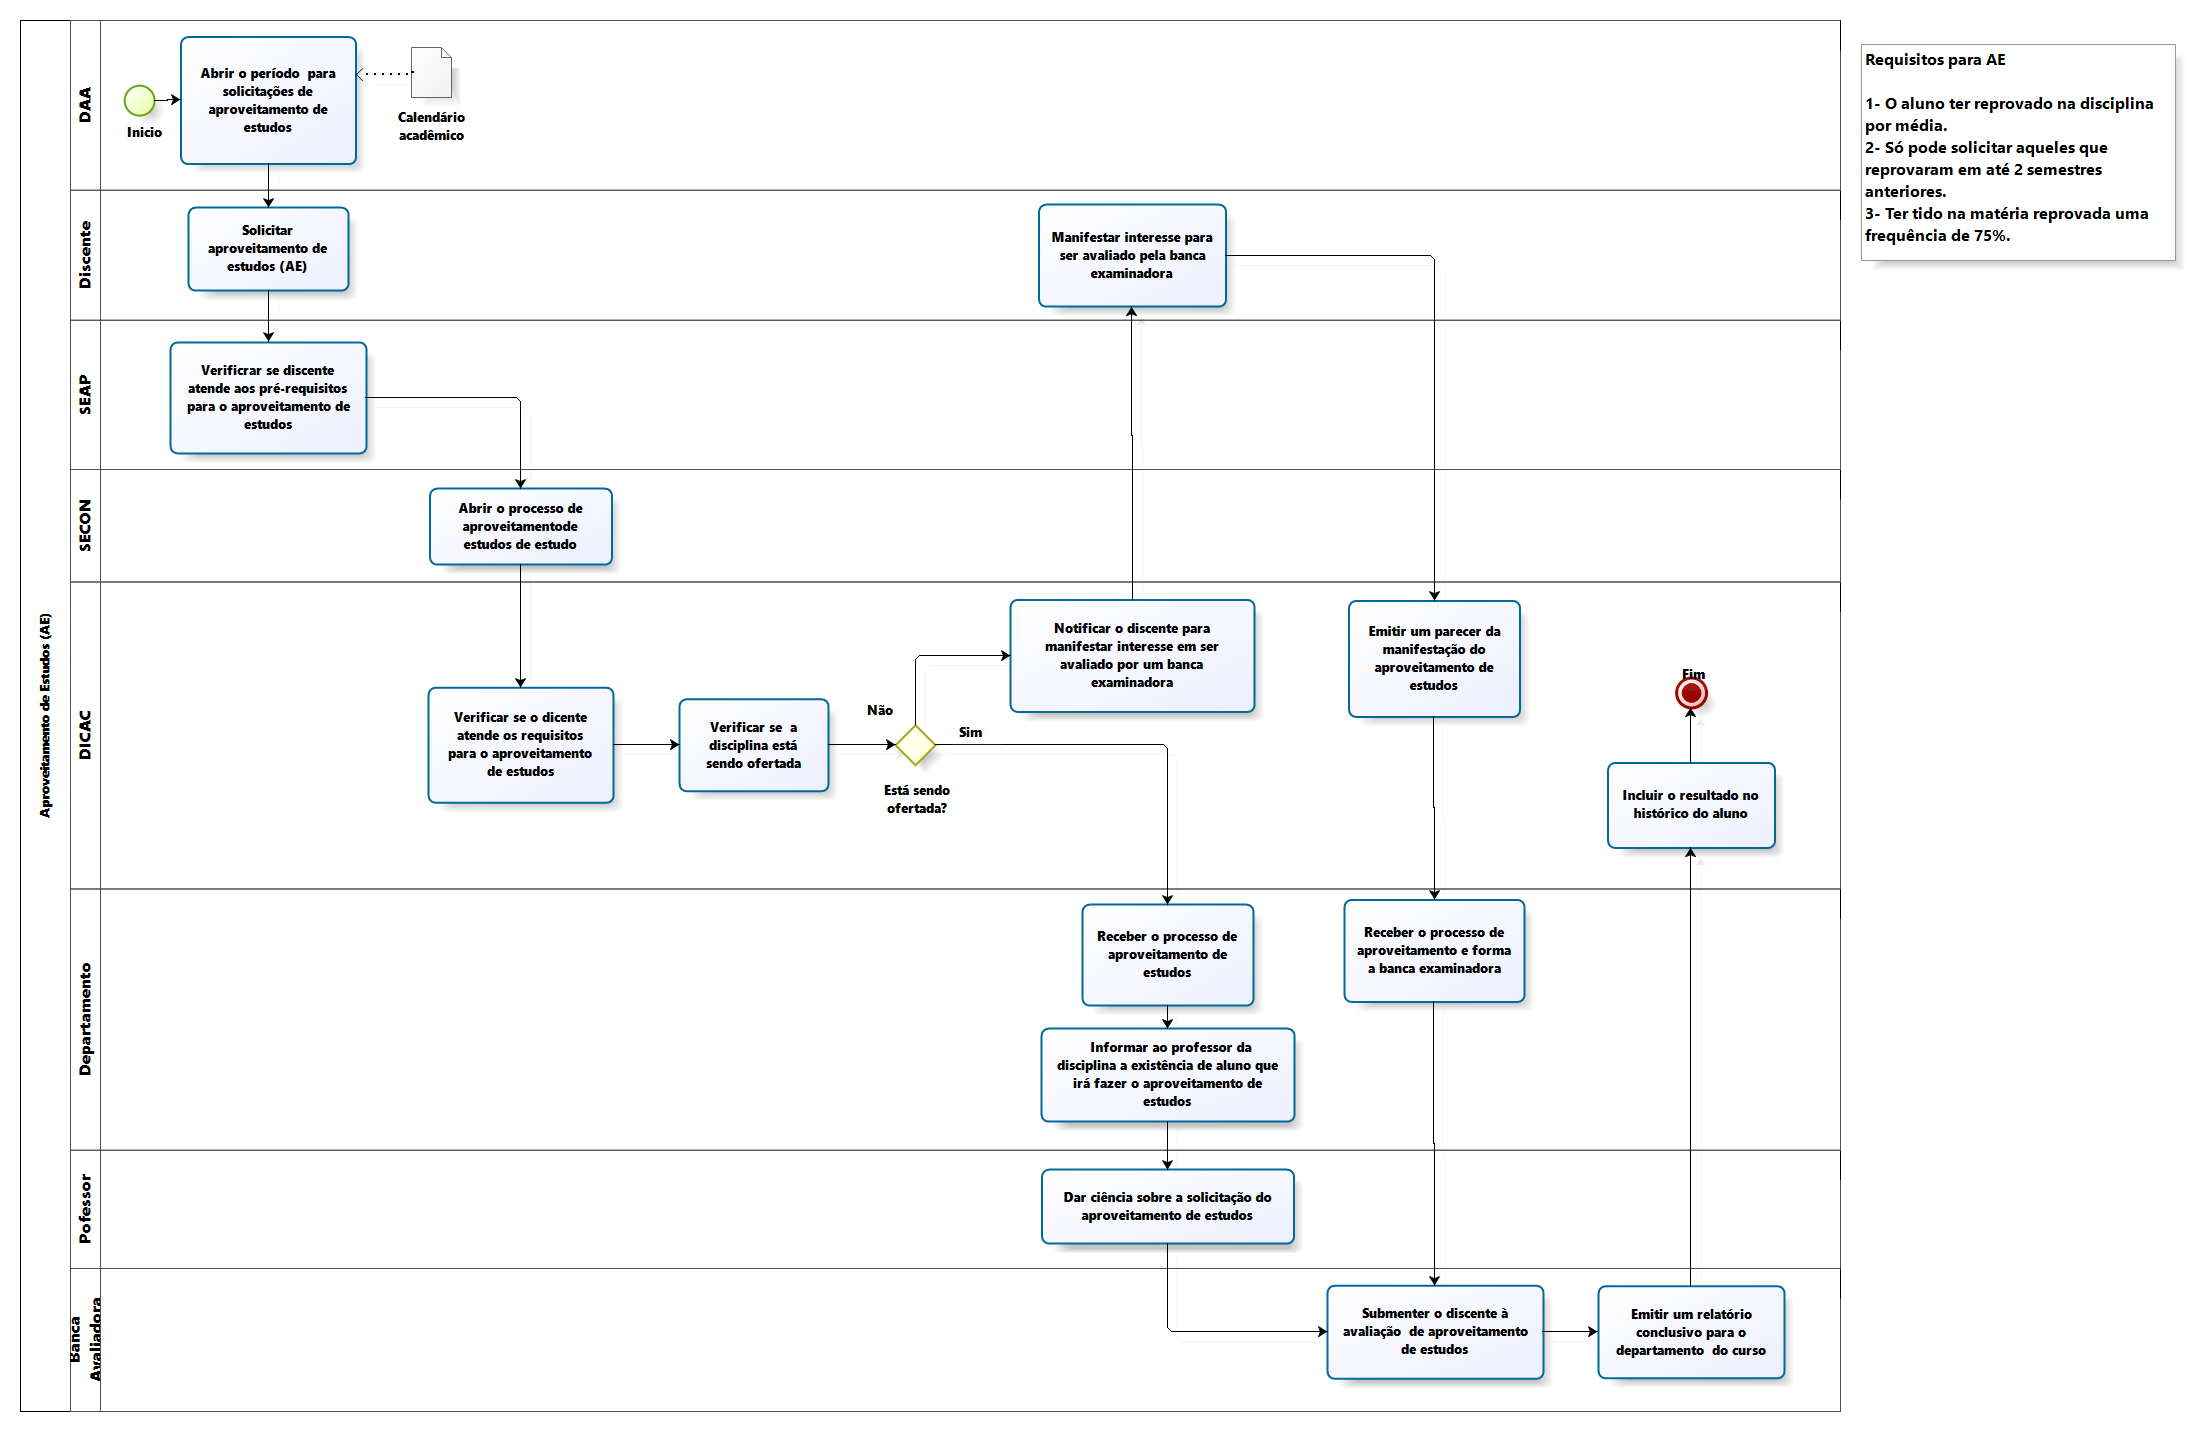 Aproveitamento de Estudos (AE)
DAA
Inicio
Abrir o período para
solicitações de
aproveitamento de
estudos
Calendário
acadêmico
Discente
Solicitar
aproveitamento de
estudos (AE)
Manifestar interesse para
ser avaliado pela banca
examinadora
SEAP
Verificrar se discente
atende aos pré-requisitos
para o aproveitamento de
estudos
SECON
Abrir o processo de
aproveitamentode
estudos de estudo
DICAC
Verificar se o dicente
atende os requisitos
para o aproveitamento
de estudos
Verificar se a
disciplina está
sendo ofertada
Não
Sim
Está sendo
ofertada?
Notificar o discente para
manifestar interesse em ser
avaliado por um banca
examinadora
Emitir um parecer da
manifestação do
aproveitamento de
estudos
Fim
Incluir o resultado no
histórico do aluno
Departamento
Receber o processo de
aproveitamento de
estudos
Receber o processo de
aproveitamento e forma
a banca examinadora
Informar ao professor da
disciplina a existência de aluno que
irá fazer o aproveitamento de
estudos
Pofessor
Dar ciência sobre a solicitação do
aproveitamento de estudos
Banca
Avaliadora
Submenter o discente à
avaliação de aproveitamento
de estudos
Emitir um relatório
conclusivo para o
departamento do curso
Requisitos para AE
1- O aluno ter reprovado na disciplina
por média.
2- Só pode solicitar aqueles que
reprovaram em até 2 semestres
anteriores.
3- Ter tido na matéria reprovada uma
frequência de 75%.